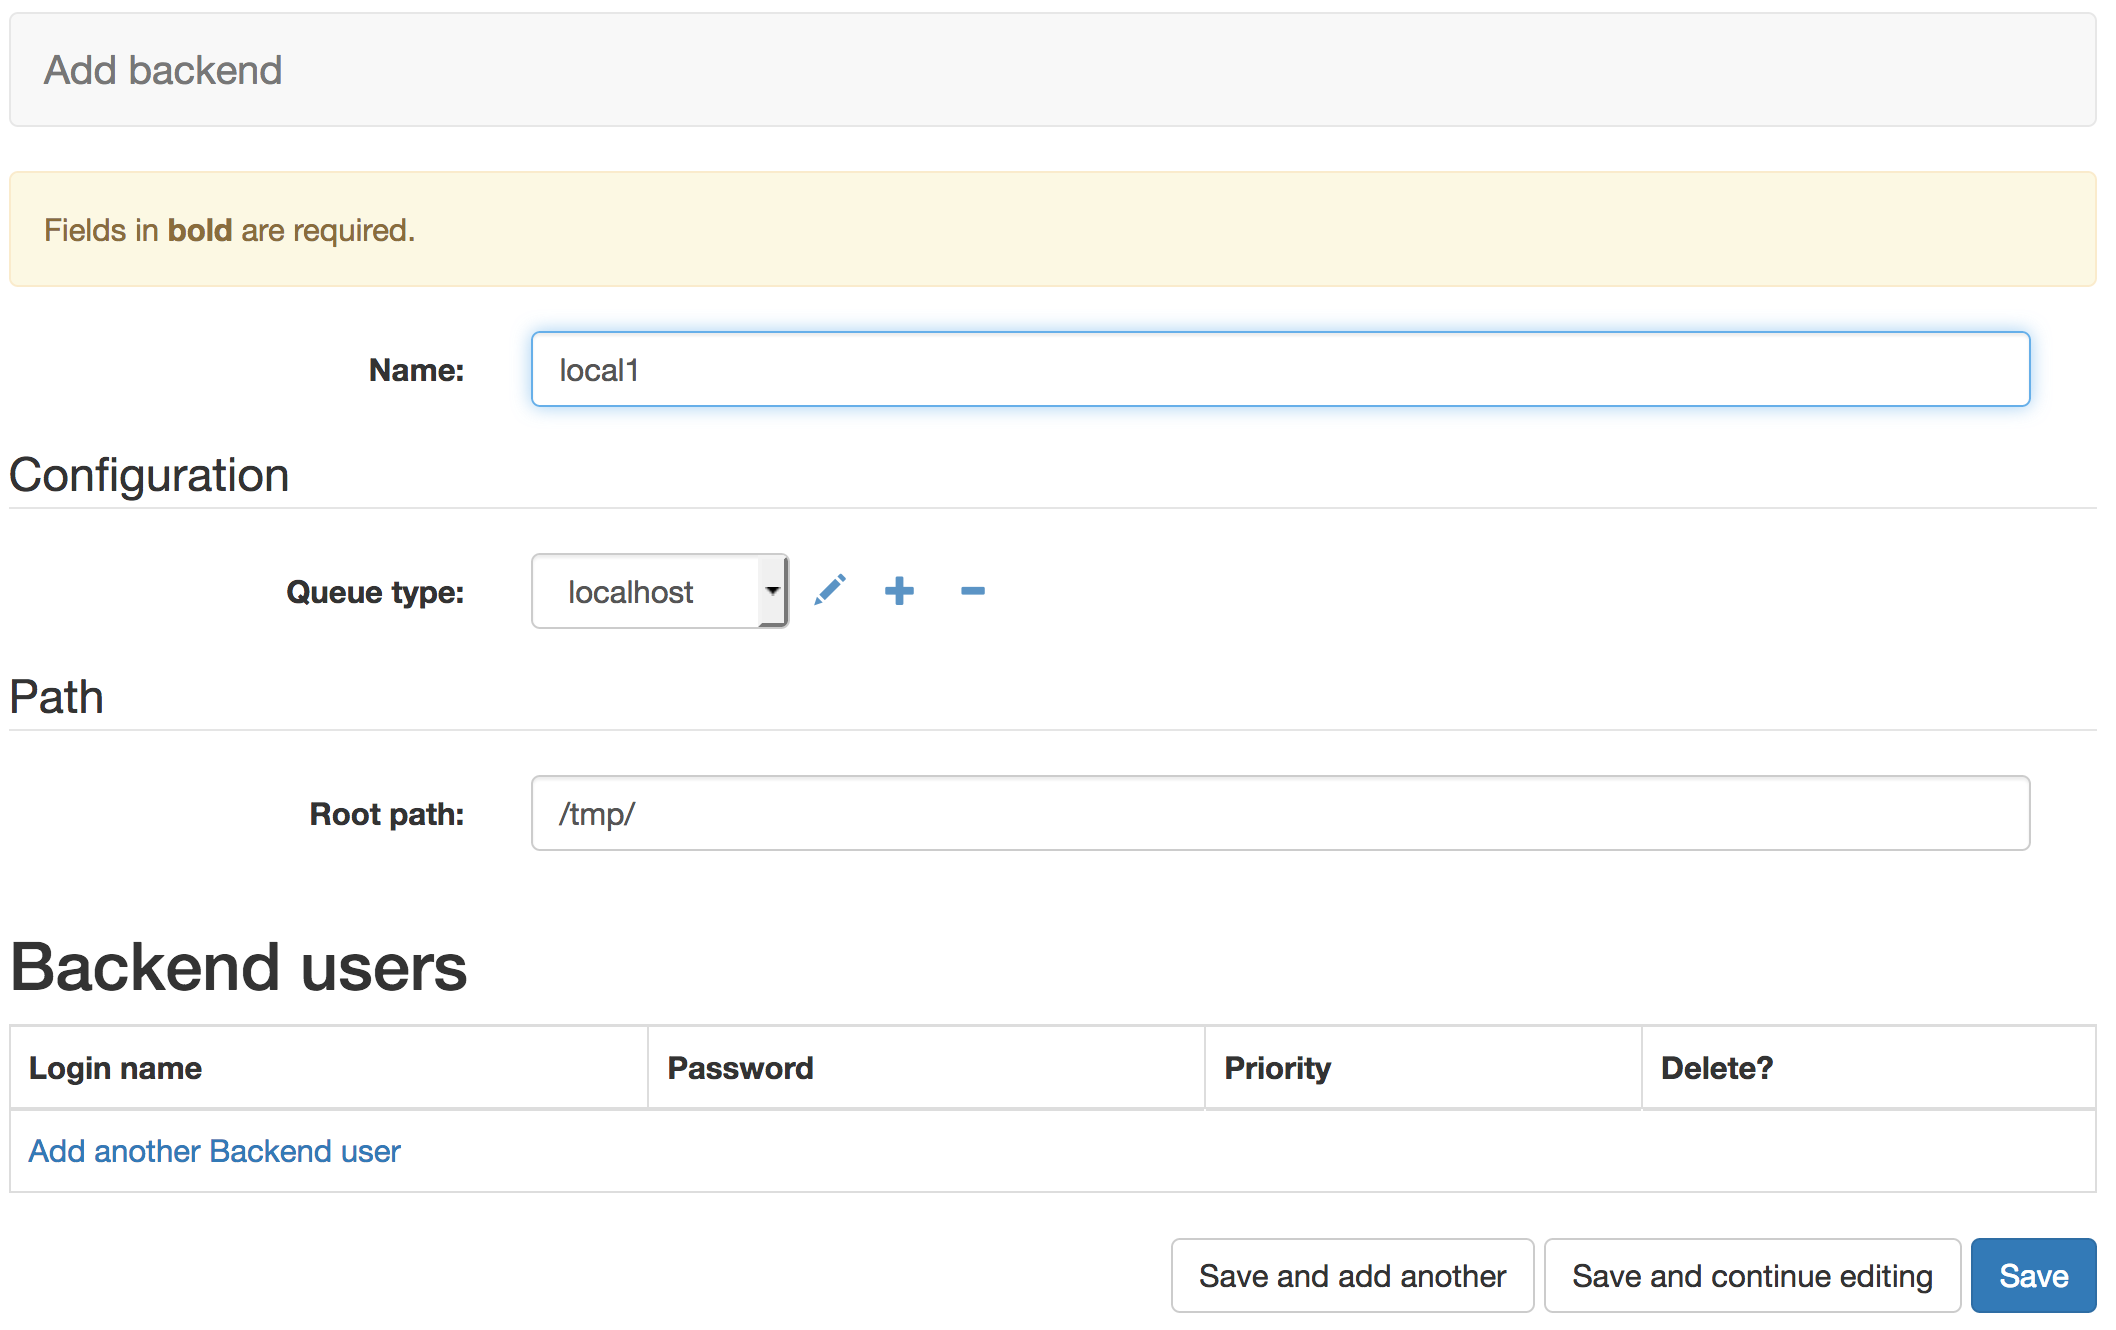 Add backend
Fields in bold are required.
Name: local1
Configuration
Queue type: localhost
Path
Root path: /tmp/
Backend users
Login name Password Priority Delete?
Add another Backend user
Save and add another Save and continue editing Save